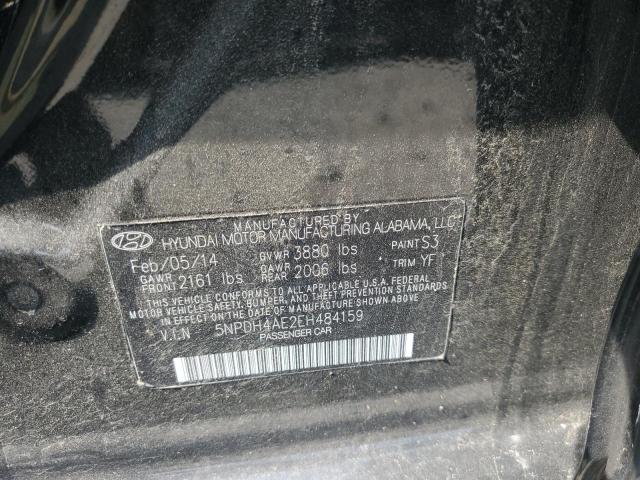 MANUFACTURED BY
HYUNDAI MOTOR MANUFACTURING ALABAMA, LLC
Feb/05/14 GVWR 3880 lbs PAINT S3
GAWR FRONT 2161 lbs GAWR REAR 2006 lbs TRIM YF
THIS VEHICLE CONFORMS TO ALL APPLICABLE U.S.A. FEDERAL
MOTOR VEHICLE SAFETY, BUMPER, AND THEFT PREVENTION
STANDARDS IN EFFECT ON THE DATE OF MANUFACTURE SHOWN ABOVE.
V.I.N 5NPDH4AE2EH484159
PASSENGER CAR